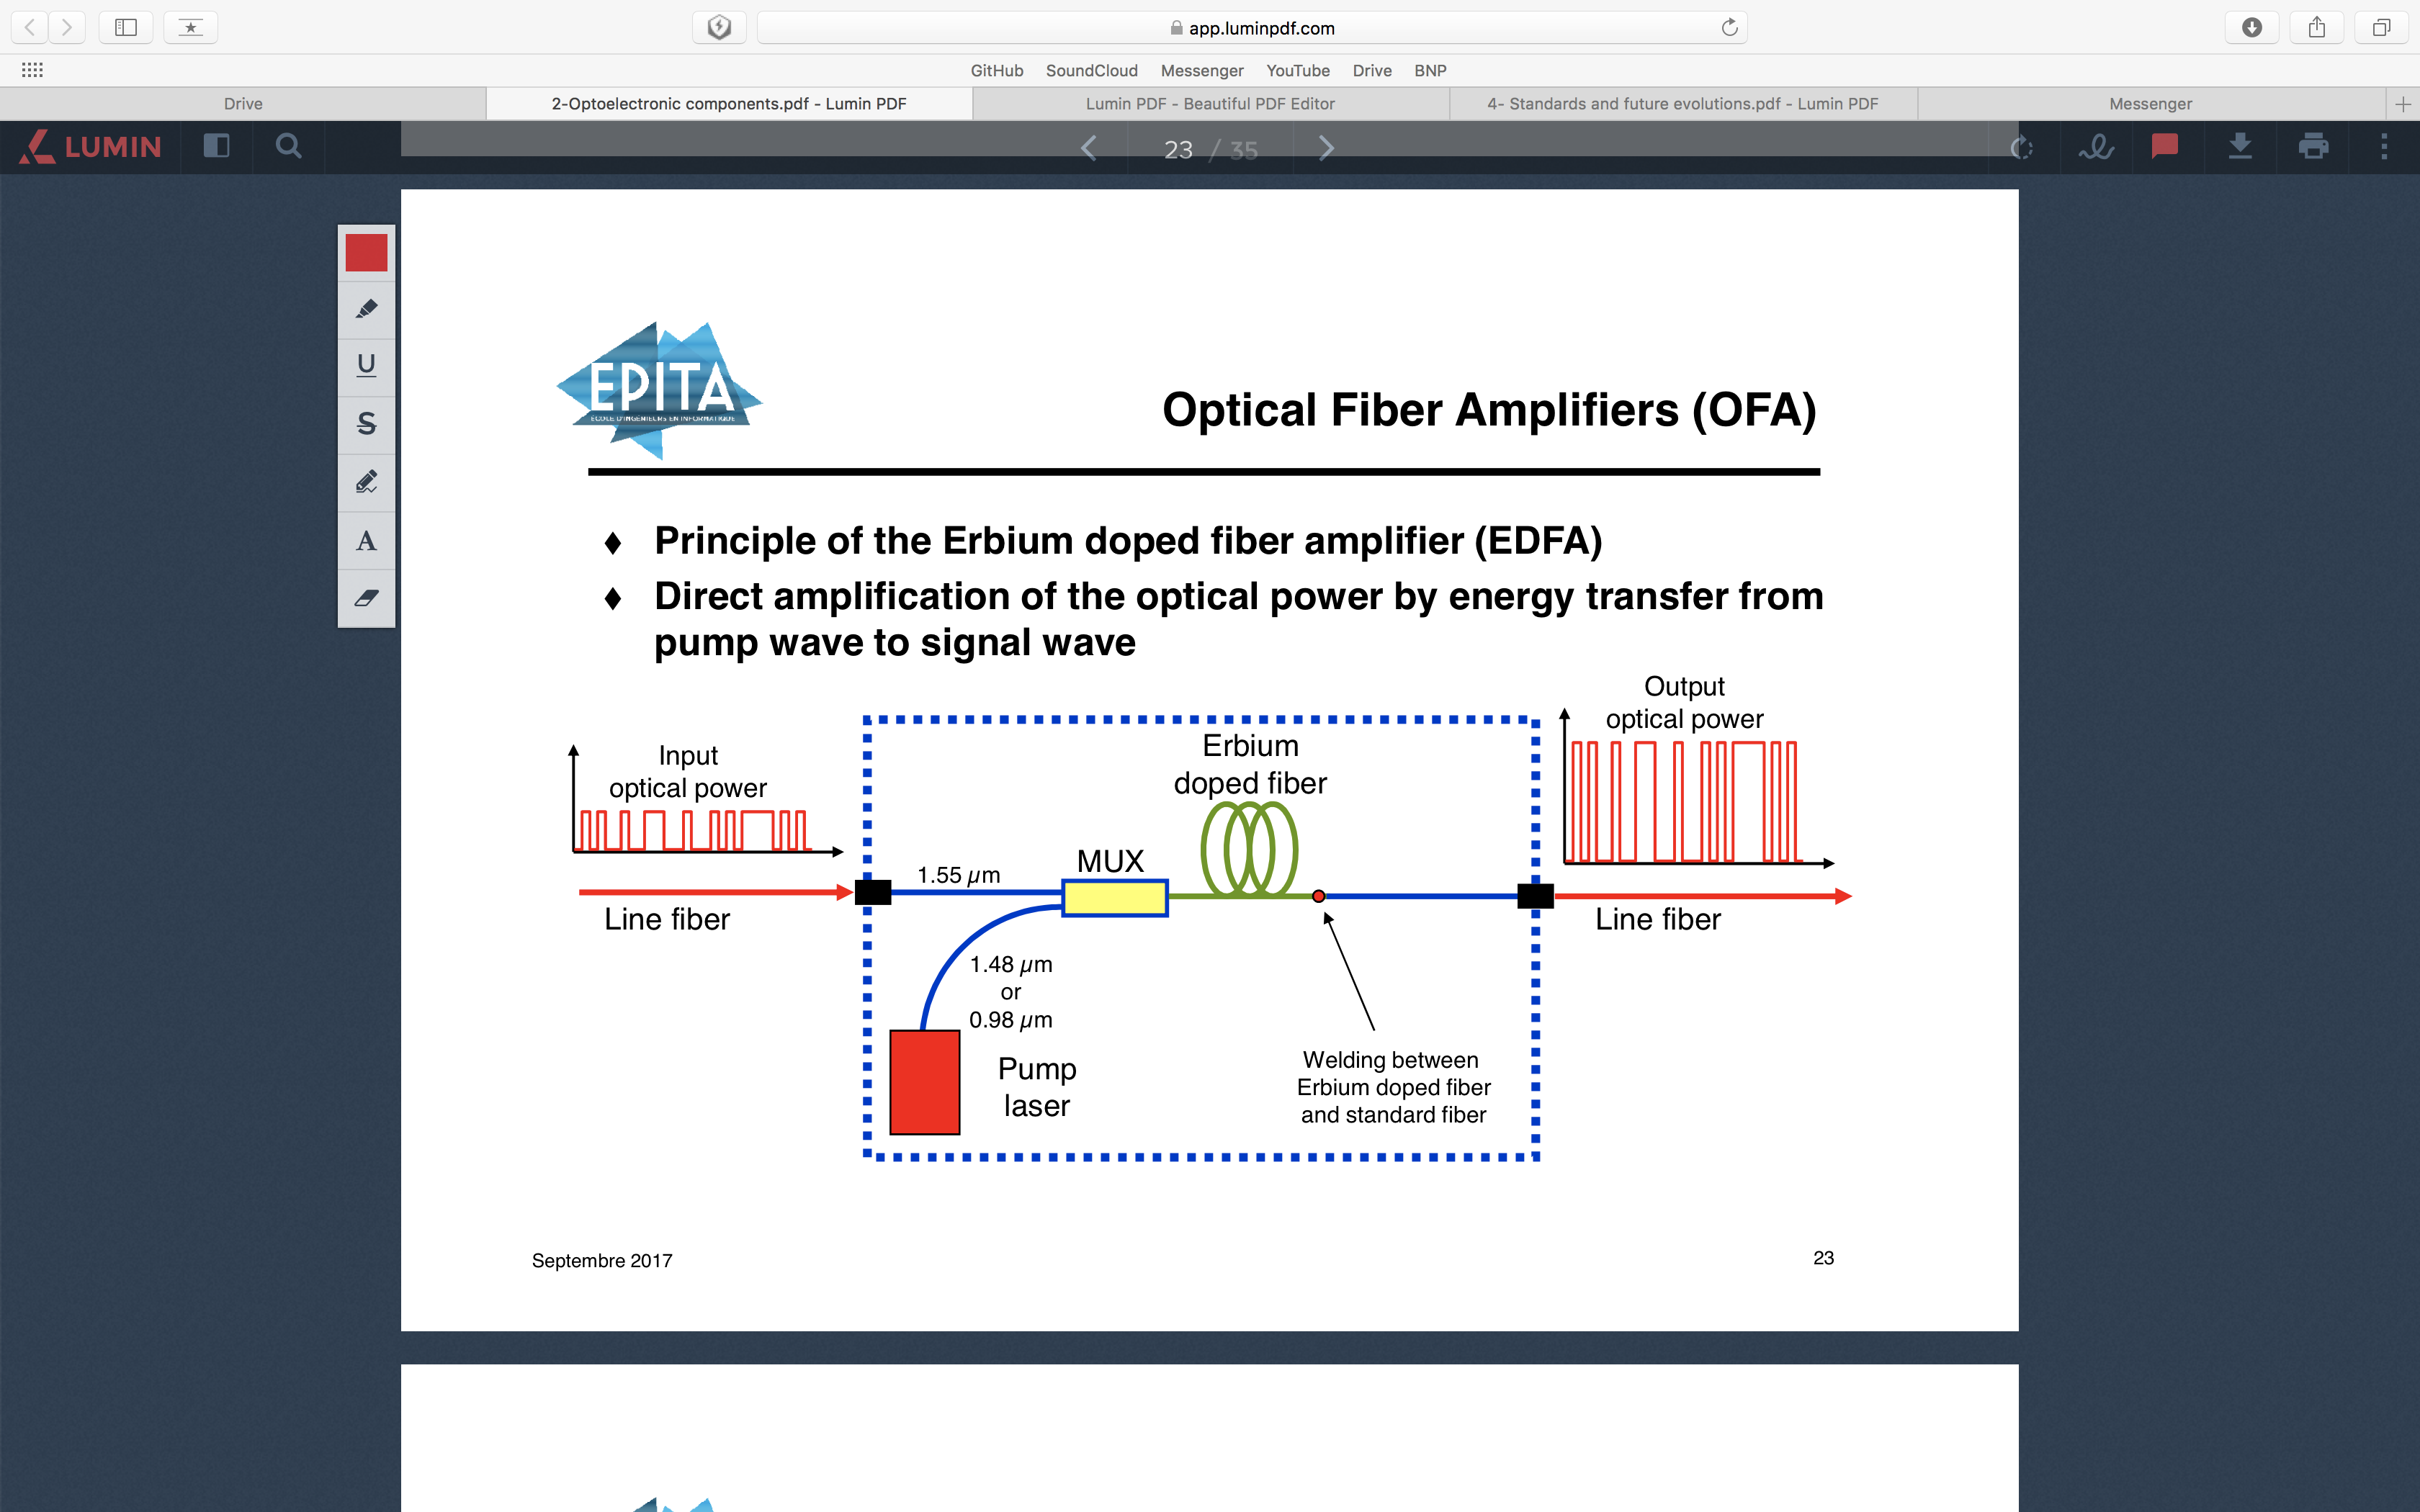 app.luminpdf.com
GitHub SoundCloud Messenger YouTube Drive BNP
Drive
2-Optoelectronic components.pdf - Lumin PDF
Lumin PDF - Beautiful PDF Editor
4- Standards and future evolutions.pdf - Lumin PDF
Messenger
LUMIN
23 / 35
U
S
A
EPITA
ÉCOLE D'INGÉNIEURS EN INFORMATIQUE
Optical Fiber Amplifiers (OFA)
♦ Principle of the Erbium doped fiber amplifier (EDFA)
♦ Direct amplification of the optical power by energy transfer from
pump wave to signal wave
Input
optical power
Line fiber
1.55 µm
MUX
Erbium
doped fiber
1.48 µm
or
0.98 µm
Pump
laser
Welding between
Erbium doped fiber
and standard fiber
Output
optical power
Line fiber
Septembre 2017
23